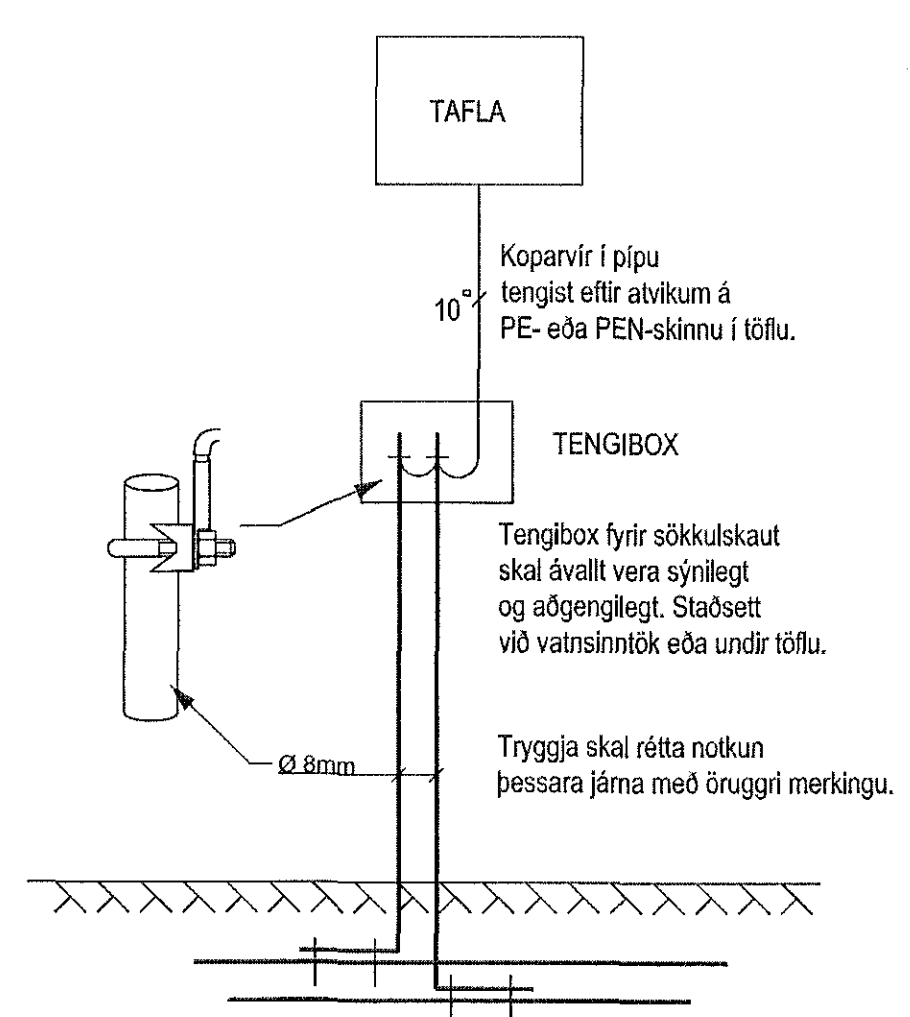 TAFLA
Koparvír í pípu
tengist eftir atvikum á
PE- eða PEN-skinnu í töflu.
10▫
TENGIBOX
Tengibox fyrir sökkulskaut
skal ávallt vera sýnilegt
og aðgengilegt. Staðsett
við vatnsinntök eða undir töflu.
Tryggja skal rétta notkun
þessara járna með öruggri merkingu.
Ø 8mm